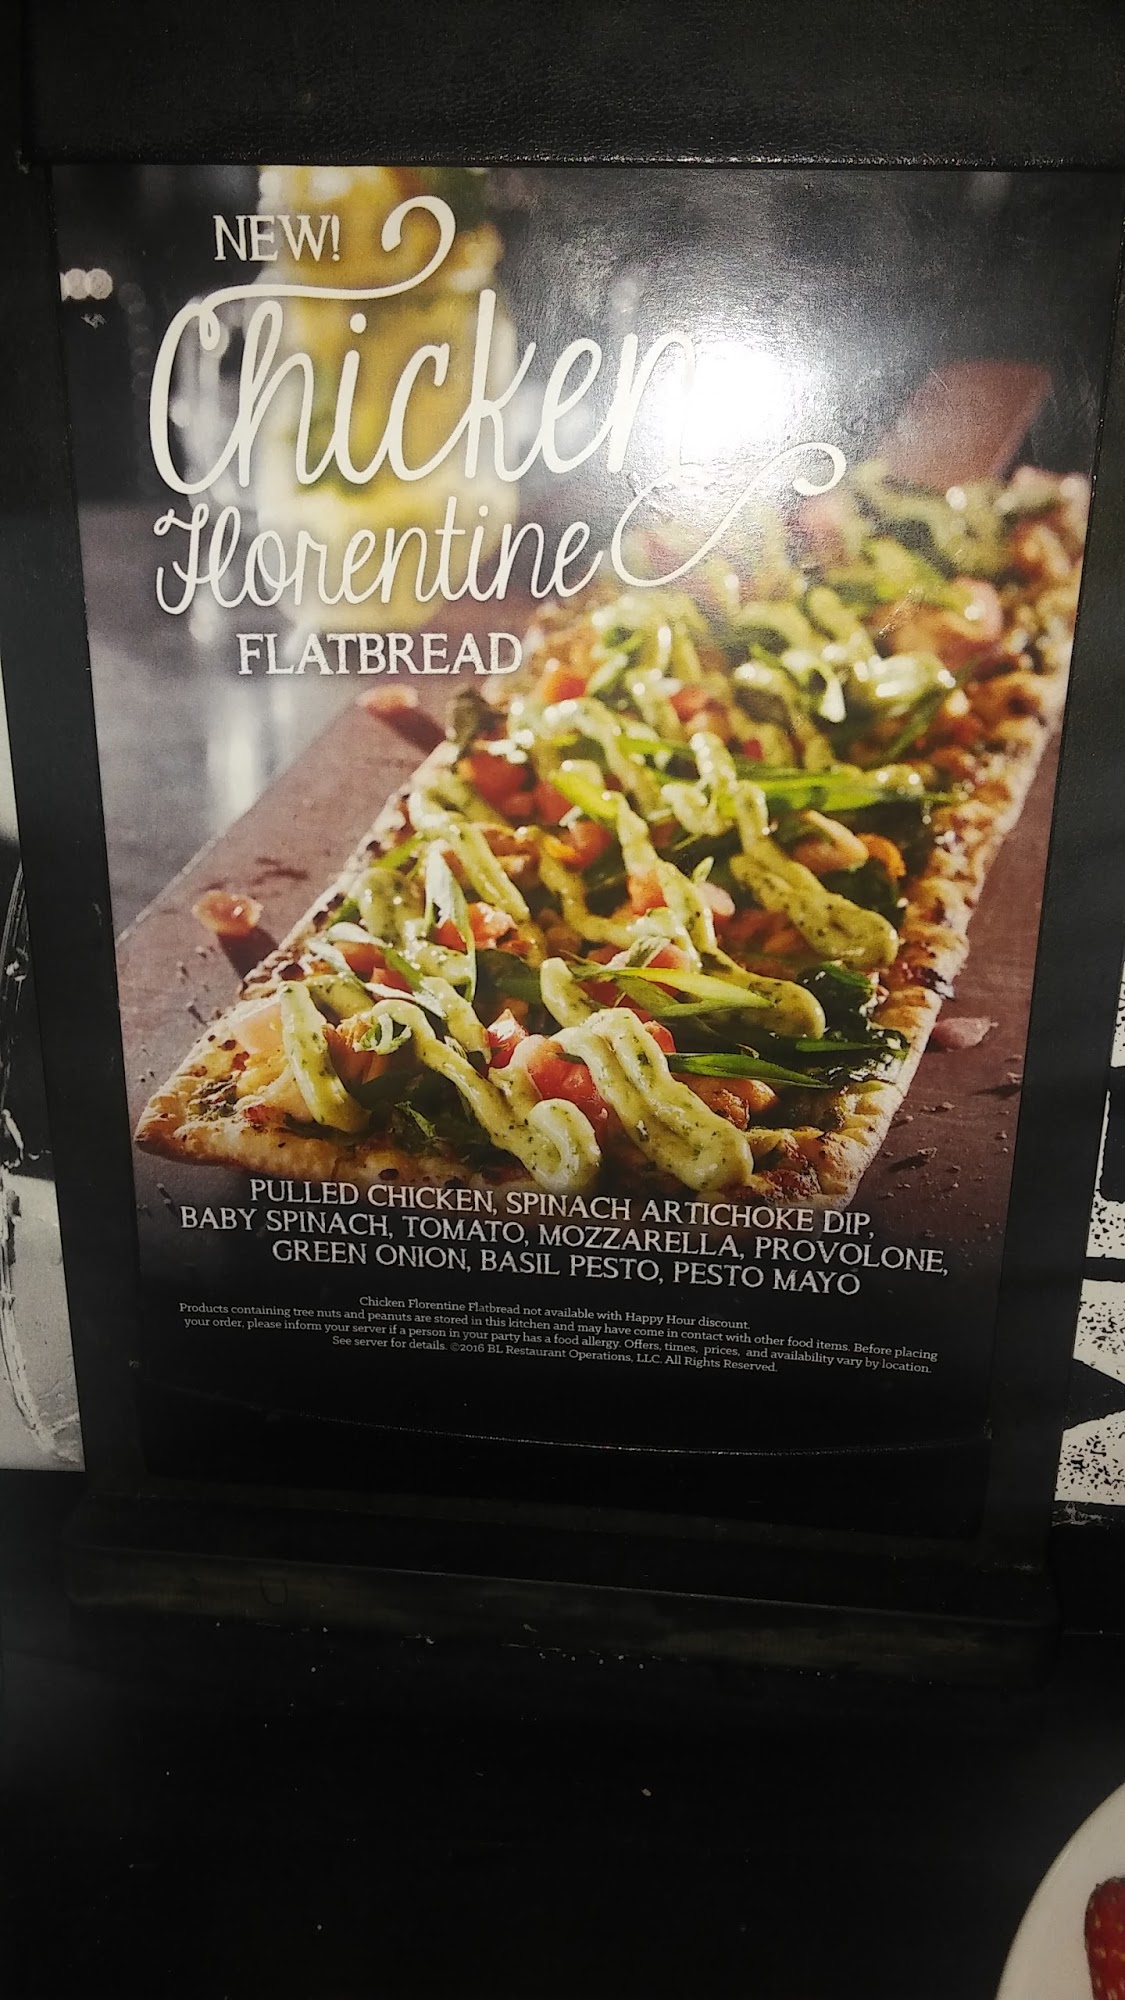 NEW!
Chicken
Florentine
FLATBREAD
PULLED CHICKEN, SPINACH ARTICHOKE DIP,
BABY SPINACH, TOMATO, MOZZARELLA, PROVOLONE,
GREEN ONION, BASIL PESTO, PESTO MAYO
Chicken Florentine Flatbread not available with Happy Hour discount.
Products containing tree nuts and peanuts are stored in this kitchen and may have come in contact with other food items. Before placing
your order, please inform your server if a person in your party has a food allergy. Offers, times, prices, and availability vary by location.
See server for details. ©2016 BL Restaurant Operations, LLC. All Rights Reserved.